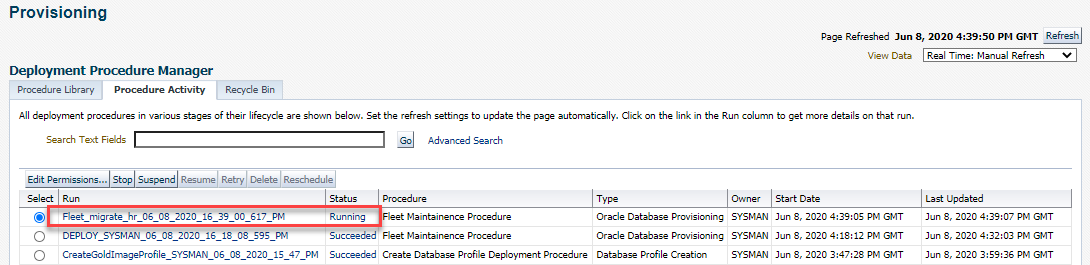 Provisioning
Page Refreshed Jun 8, 2020 4:39:50 PM GMT Refresh
View Data Real Time: Manual Refresh
Deployment Procedure Manager
Procedure Library Procedure Activity Recycle Bin
All deployment procedures in various stages of their lifecycle are shown below. Set the refresh settings to update the page automatically. Click on the link in the Run column to get more details on that run.
Search Text Fields Go Advanced Search
Edit Permissions... Stop Suspend Resume Retry Delete Reschedule
Select Run Status Procedure Type Owner Start Date Last Updated
Fleet_migrate_hr_06_08_2020_16_39_00_617_PM Running Fleet Maintainence Procedure Oracle Database Provisioning SYSMAN Jun 8, 2020 4:39:05 PM GMT Jun 8, 2020 4:39:07 PM GMT
DEPLOY_SYSMAN_06_08_2020_16_18_08_595_PM Succeeded Fleet Maintainence Procedure Oracle Database Provisioning SYSMAN Jun 8, 2020 4:18:12 PM GMT Jun 8, 2020 4:32:03 PM GMT
CreateGoldImageProfile_SYSMAN_06_08_2020_15_47_PM Succeeded Create Database Profile Deployment Procedure Database Profile Creation SYSMAN Jun 8, 2020 3:47:28 PM GMT Jun 8, 2020 3:59:36 PM GMT